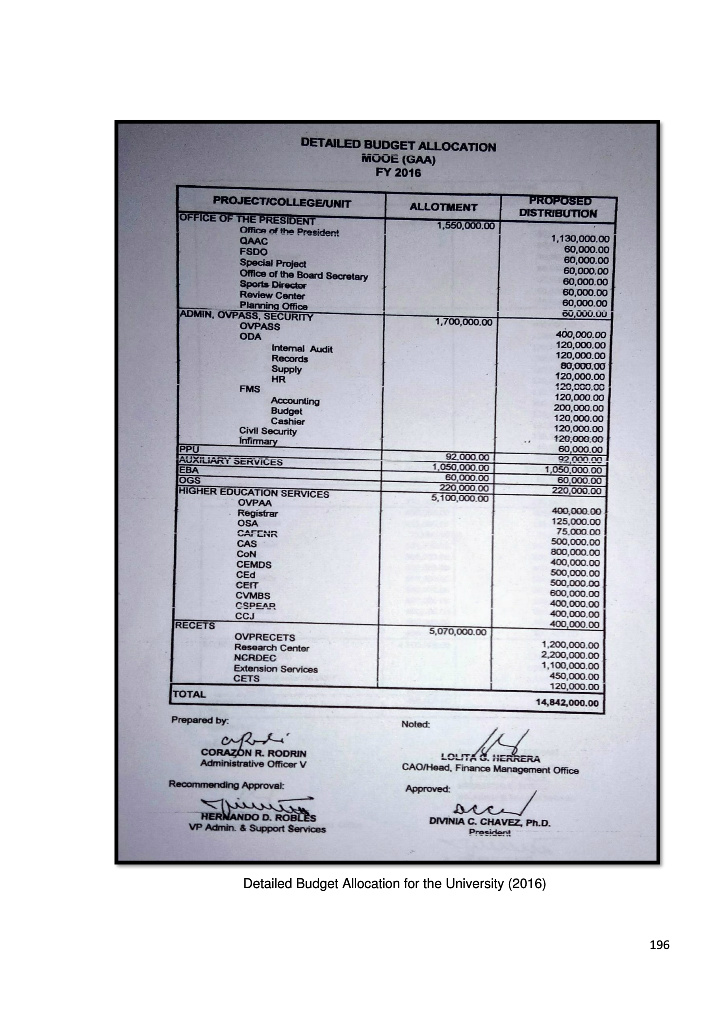 DETAILED BUDGET ALLOCATION
MOOE (GAA)
FY 2016
PROJECT/COLLEGE/UNIT ALLOTMENT PROPOSED DISTRIBUTION
OFFICE OF THE PRESIDENT 1,550,000.00
Office of the President 1,130,000.00
QAAC 60,000.00
FSDO 60,000.00
Special Project 60,000.00
Office of the Board Secretary 60,000.00
Sports Director 60,000.00
Review Center 60,000.00
Planning Office 60,000.00
ADMIN, OVPASS, SECURITY 1,700,000.00
OVPASS 400,000.00
ODA 120,000.00
Internal Audit 120,000.00
Records 80,000.00
Supply 120,000.00
HR 120,000.00
FMS 120,000.00
Accounting 200,000.00
Budget 120,000.00
Cashier 120,000.00
Civil Security 120,000.00
Infirmary 60,000.00
PPU 92,000.00 92,000.00
AUXILIARY SERVICES 1,050,000.00 1,050,000.00
EBA 60,000.00 60,000.00
OGS 220,000.00 220,000.00
HIGHER EDUCATION SERVICES 5,100,000.00
OVPAA 400,000.00
Registrar 125,000.00
OSA 75,000.00
CAFENR 500,000.00
CAS 800,000.00
CoN 400,000.00
CEMDS 500,000.00
CEd 500,000.00
CEIT 600,000.00
CVMBS 400,000.00
CSPEAR 400,000.00
CCJ 400,000.00
RECETS 5,070,000.00
OVPRECETS 1,200,000.00
Research Center 2,200,000.00
NCRDEC 1,100,000.00
Extension Services 450,000.00
CETS 120,000.00
TOTAL 14,842,000.00
Prepared by: Noted:
CORAZON R. RODRIN LOLITA G. HERRERA
Administrative Officer V CAO/Head, Finance Management Office
Recommending Approval: Approved:
HERNANDO D. ROBLES DIVINIA C. CHAVEZ, Ph.D.
VP Admin. & Support Services President
Detailed Budget Allocation for the University (2016)
196